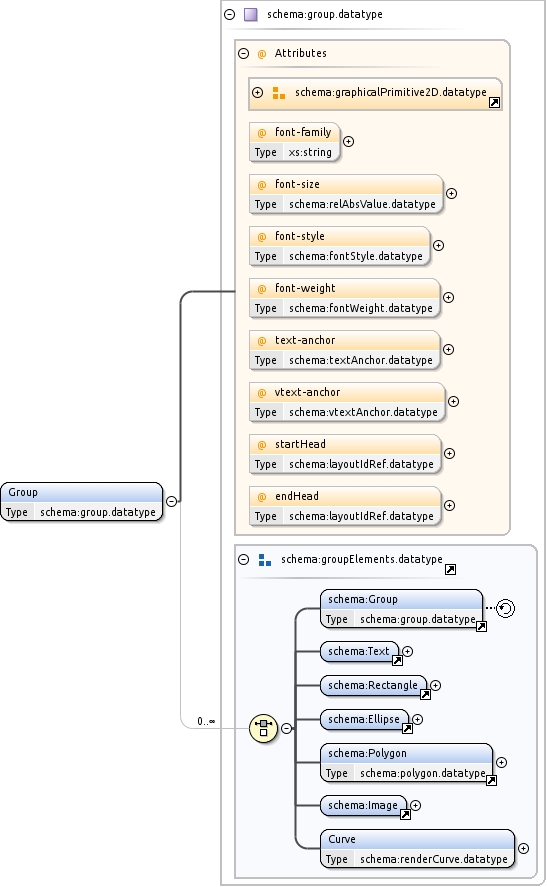 schema:group.datatype
@ Attributes
schema:graphicalPrimitive2D.datatype
@ font-family
Type xs:string
@ font-size
Type schema:relAbsValue.datatype
@ font-style
Type schema:fontStyle.datatype
@ font-weight
Type schema:fontWeight.datatype
@ text-anchor
Type schema:textAnchor.datatype
@ vtext-anchor
Type schema:vtextAnchor.datatype
@ startHead
Type schema:layoutIdRef.datatype
@ endHead
Type schema:layoutIdRef.datatype
Group
Type schema:group.datatype
schema:groupElements.datatype
schema:Group
Type schema:group.datatype
schema:Text
schema:Rectangle
schema:Ellipse
0..∞
schema:Polygon
Type schema:polygon.datatype
schema:Image
Curve
Type schema:renderCurve.datatype